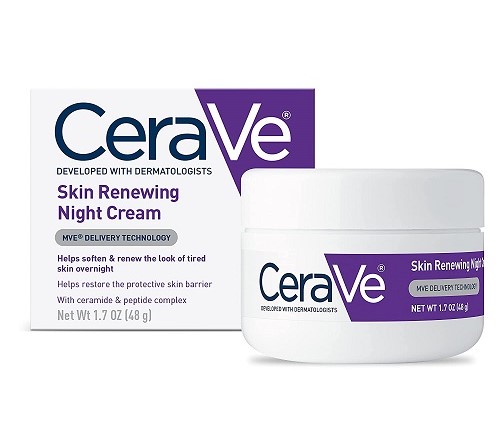 CeraVe®
DEVELOPED WITH DERMATOLOGISTS
Skin Renewing
Night Cream
MVE® DELIVERY TECHNOLOGY
Helps soften & renew the look of tired
skin overnight
Helps restore the protective skin barrier
With ceramide & peptide complex
Net Wt 1.7 OZ (48 g)
Skin Renewing Night
CeraVe®
MVE DELIVERY TECHNOLOGY
DEVELOPED WITH DERMATOLOGISTS
NET WT 1.7 OZ (48 g)